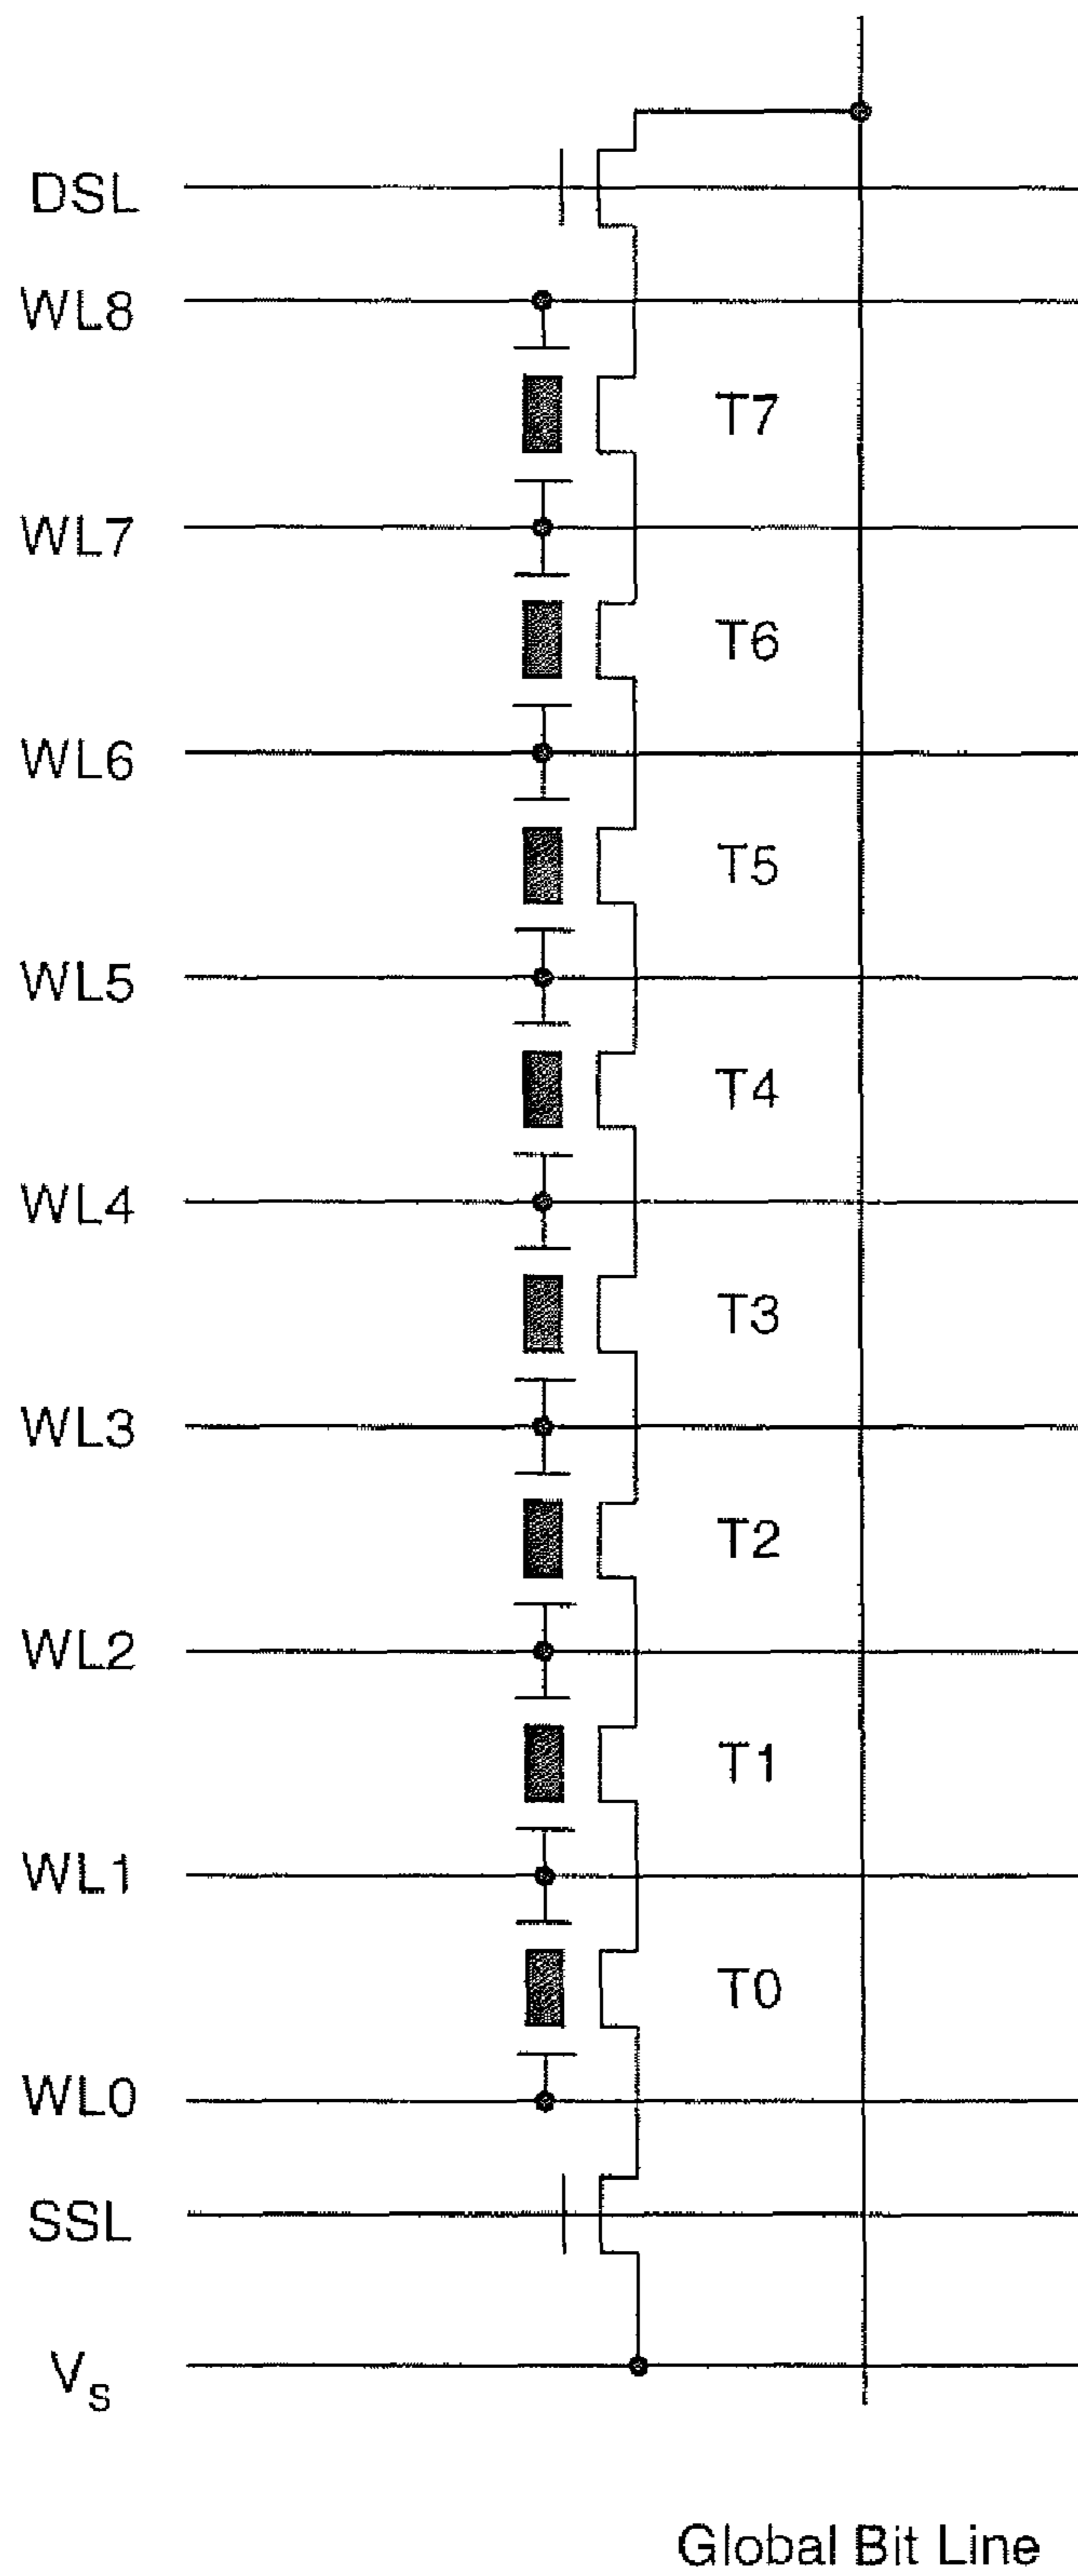 DSL
WL8
T7
WL7
T6
WL6
T5
WL5
T4
WL4
T3
WL3
T2
WL2
T1
WL1
T0
WL0
SSL
Vs
Global Bit Line